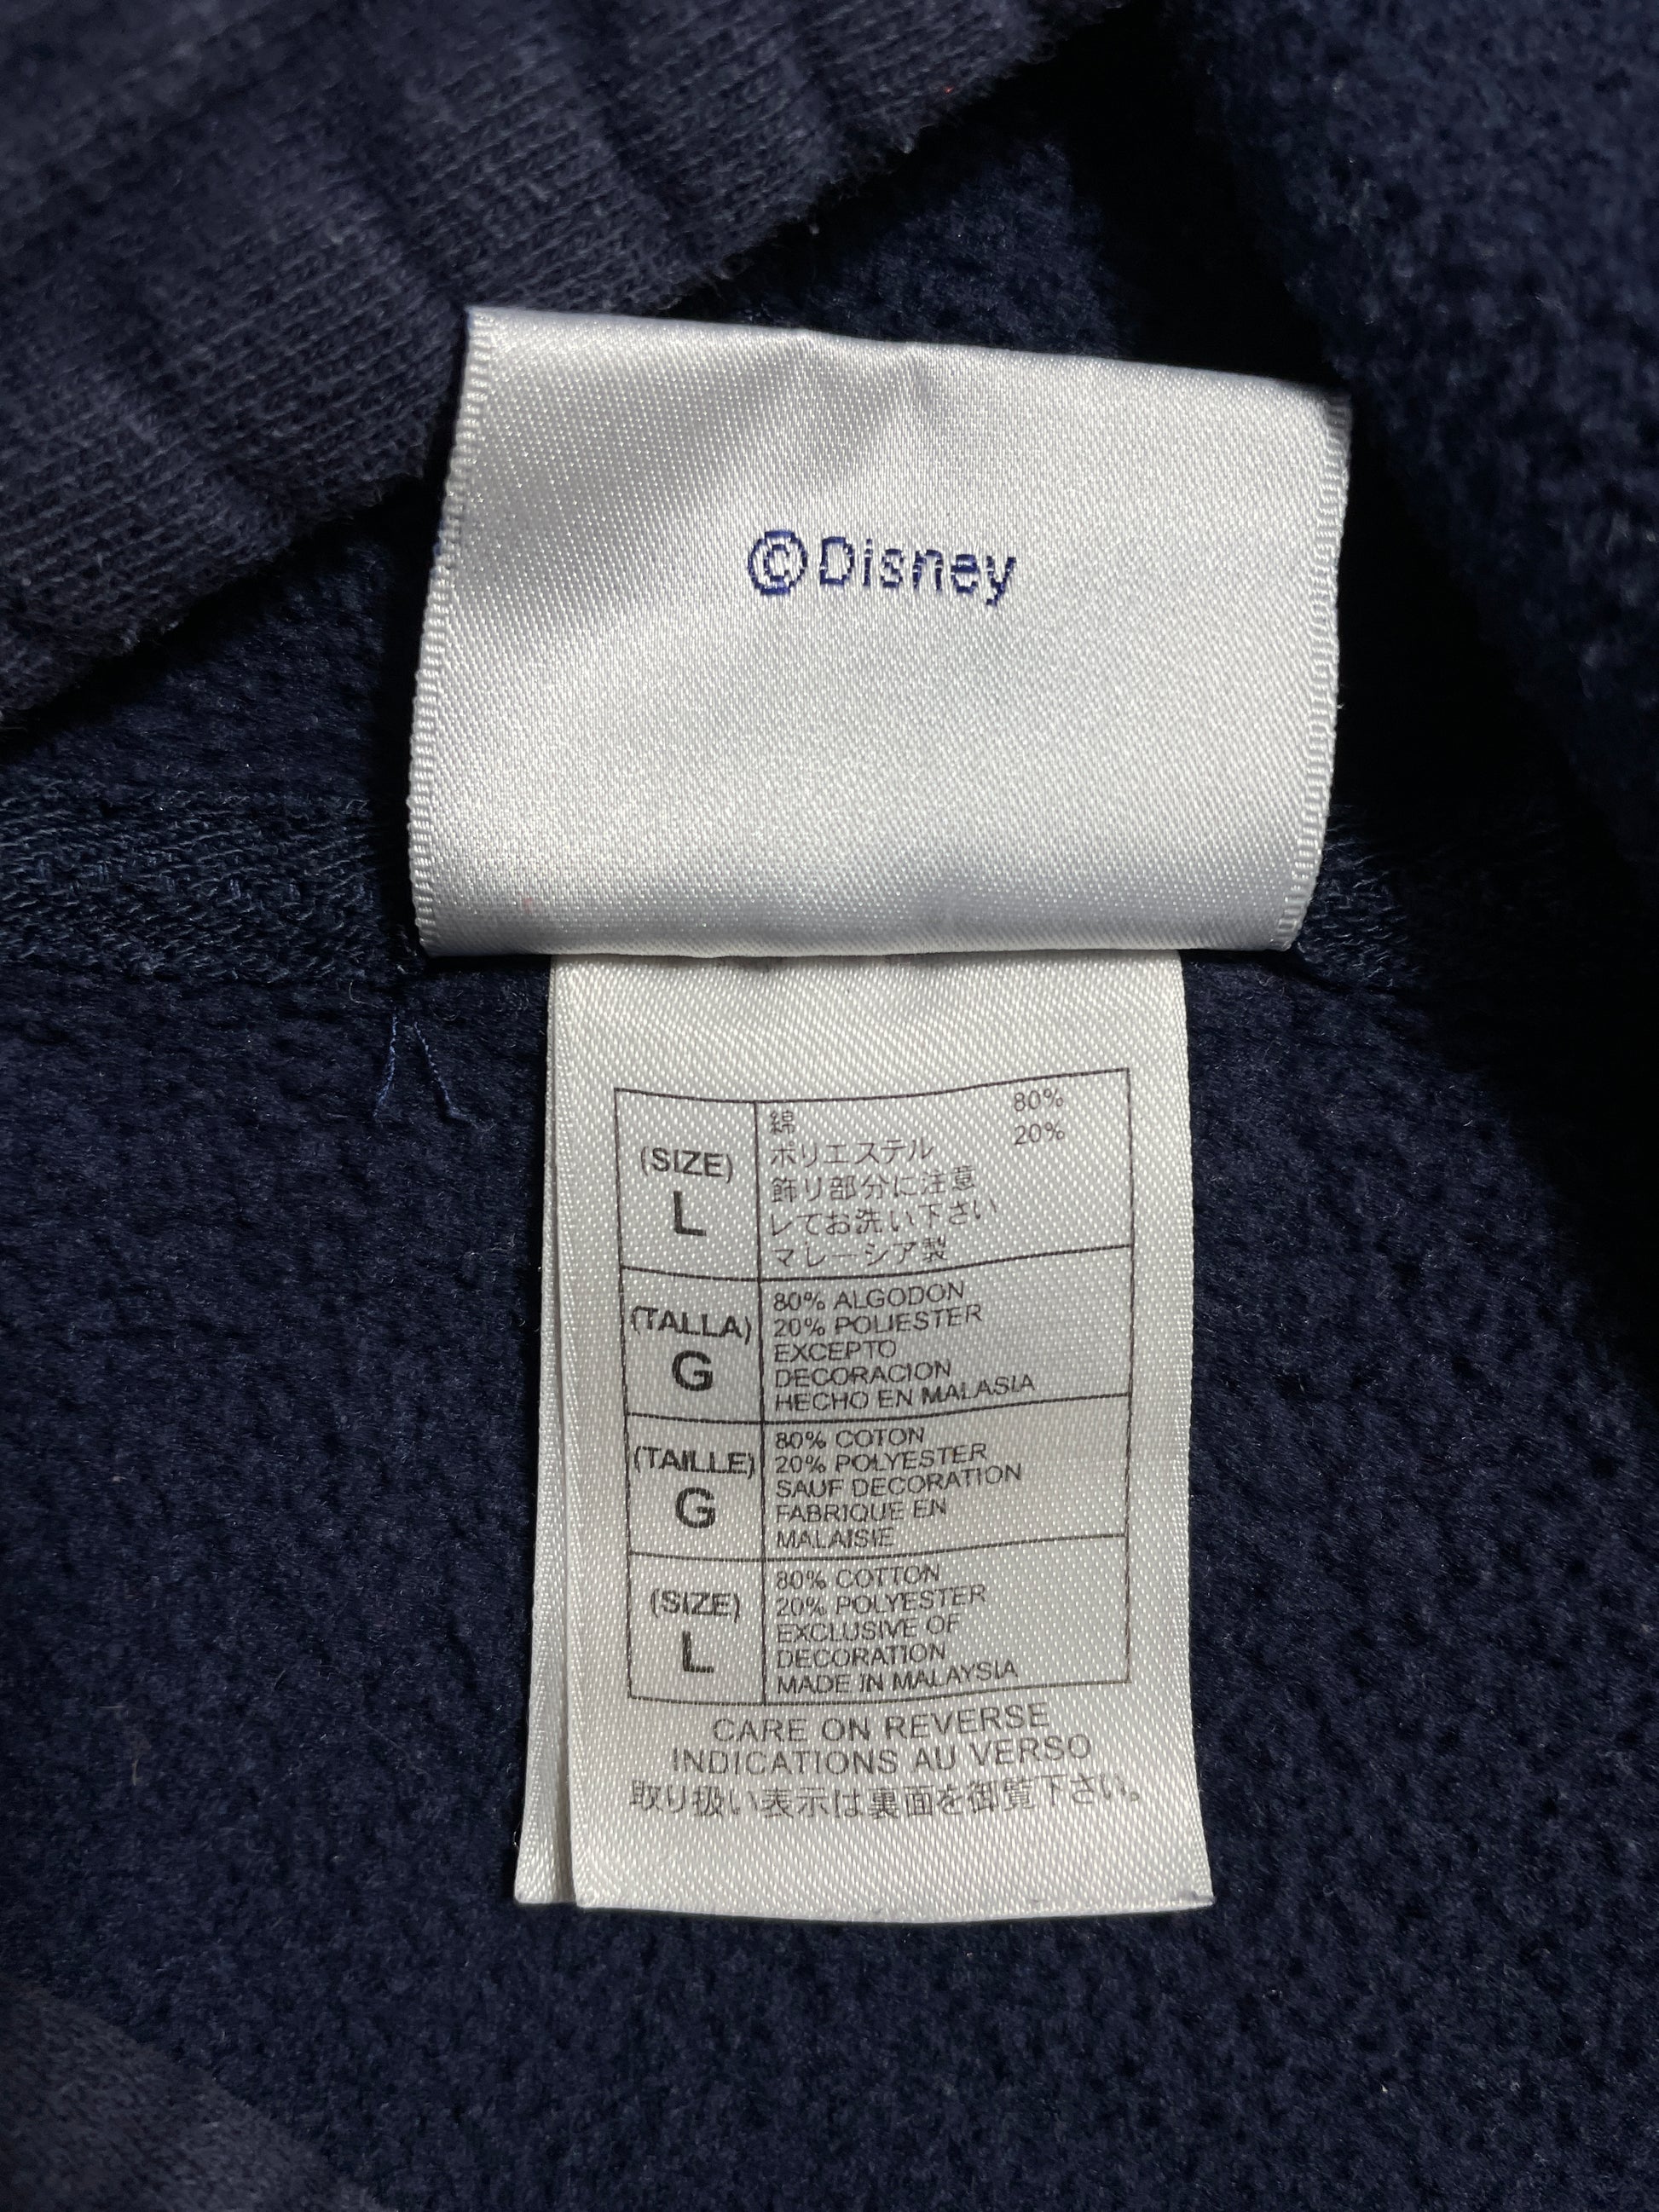 ©Disney
(SIZE)
L
綿 80%
ポリエステル 20%
飾り部分に注意
レてお洗い下さい
マレーシア製
(TALLA)
G
80% ALGODON
20% POLIESTER
EXCEPTO
DECORACION
HECHO EN MALASIA
(TAILLE)
G
80% COTON
20% POLYESTER
SAUF DECORATION
FABRIQUE EN
MALAISIE
(SIZE)
L
80% COTTON
20% POLYESTER
EXCLUSIVE OF
DECORATION
MADE IN MALAYSIA
CARE ON REVERSE
INDICATIONS AU VERSO
取り扱い表示は裏面を御覧下さい。